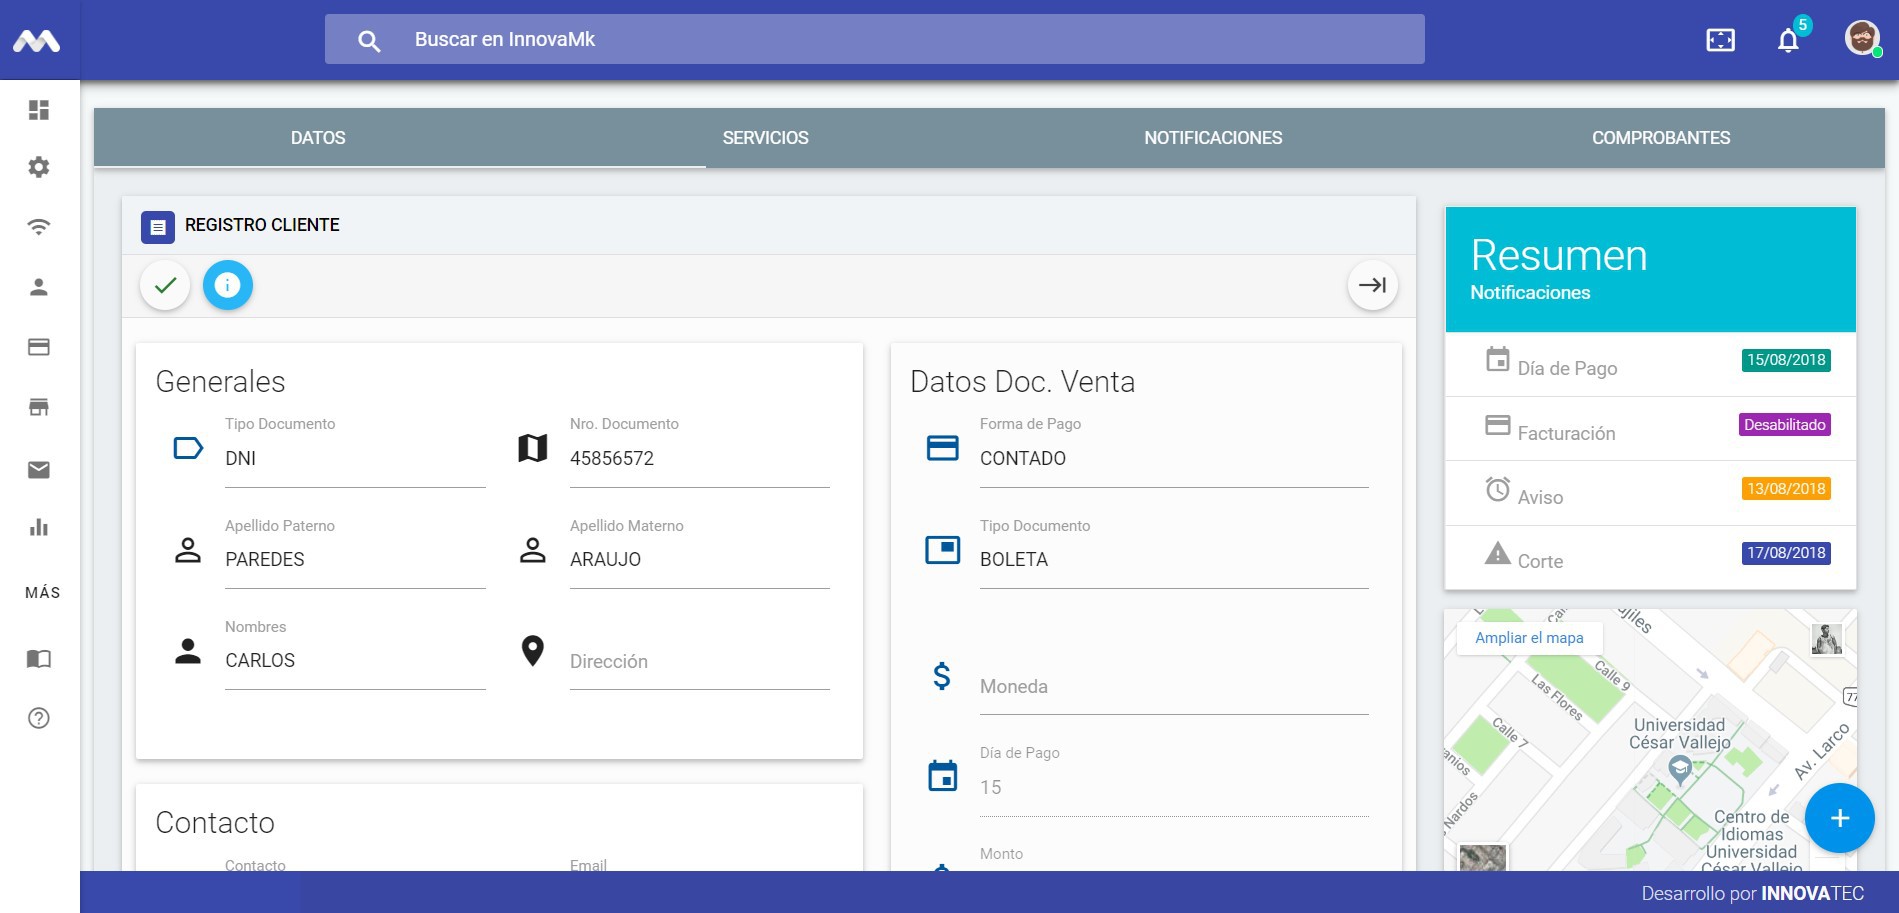 Buscar en InnovaMk
5
DATOS
SERVICIOS
NOTIFICACIONES
COMPROBANTES
REGISTRO CLIENTE
Generales
Tipo Documento
DNI
Nro. Documento
45856572
Apellido Paterno
PAREDES
Apellido Materno
ARAUJO
Nombres
CARLOS
Dirección
Contacto
Contacto
Email
Datos Doc. Venta
Forma de Pago
CONTADO
Tipo Documento
BOLETA
Moneda
Día de Pago
15
Monto
Resumen
Notificaciones
Día de Pago
15/08/2018
Facturación
Desabilitado
Aviso
13/08/2018
Corte
17/08/2018
Ampliar el mapa
Calle 9
Las Flores
Calle 7
Nardos
Universidad
César Vallejo
Av. Larco
Centro de
Idiomas
Universidad
César Vallejo
MÁS
Desarrollo por INNOVATEC